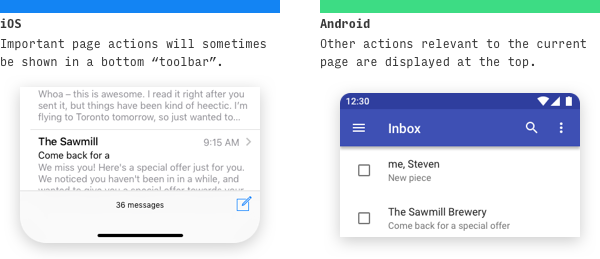 iOS
Important page actions will sometimes
be shown in a bottom “toolbar”.
Whoa – this is awesome. I read it right after you
sent it, but things have been kind of heectic. I'm
flying to Toronto tomorrow, so just wanted to...
The Sawmill 9:15 AM
Come back for a
We miss you! Here's a special offer just for you.
We noticed you haven't been in in a while, and
wanted to give you a special offer towards your
36 messages
Android
Other actions relevant to the current
page are displayed at the top.
12:30
Inbox
me, Steven
New piece
The Sawmill Brewery
Come back for a special offer